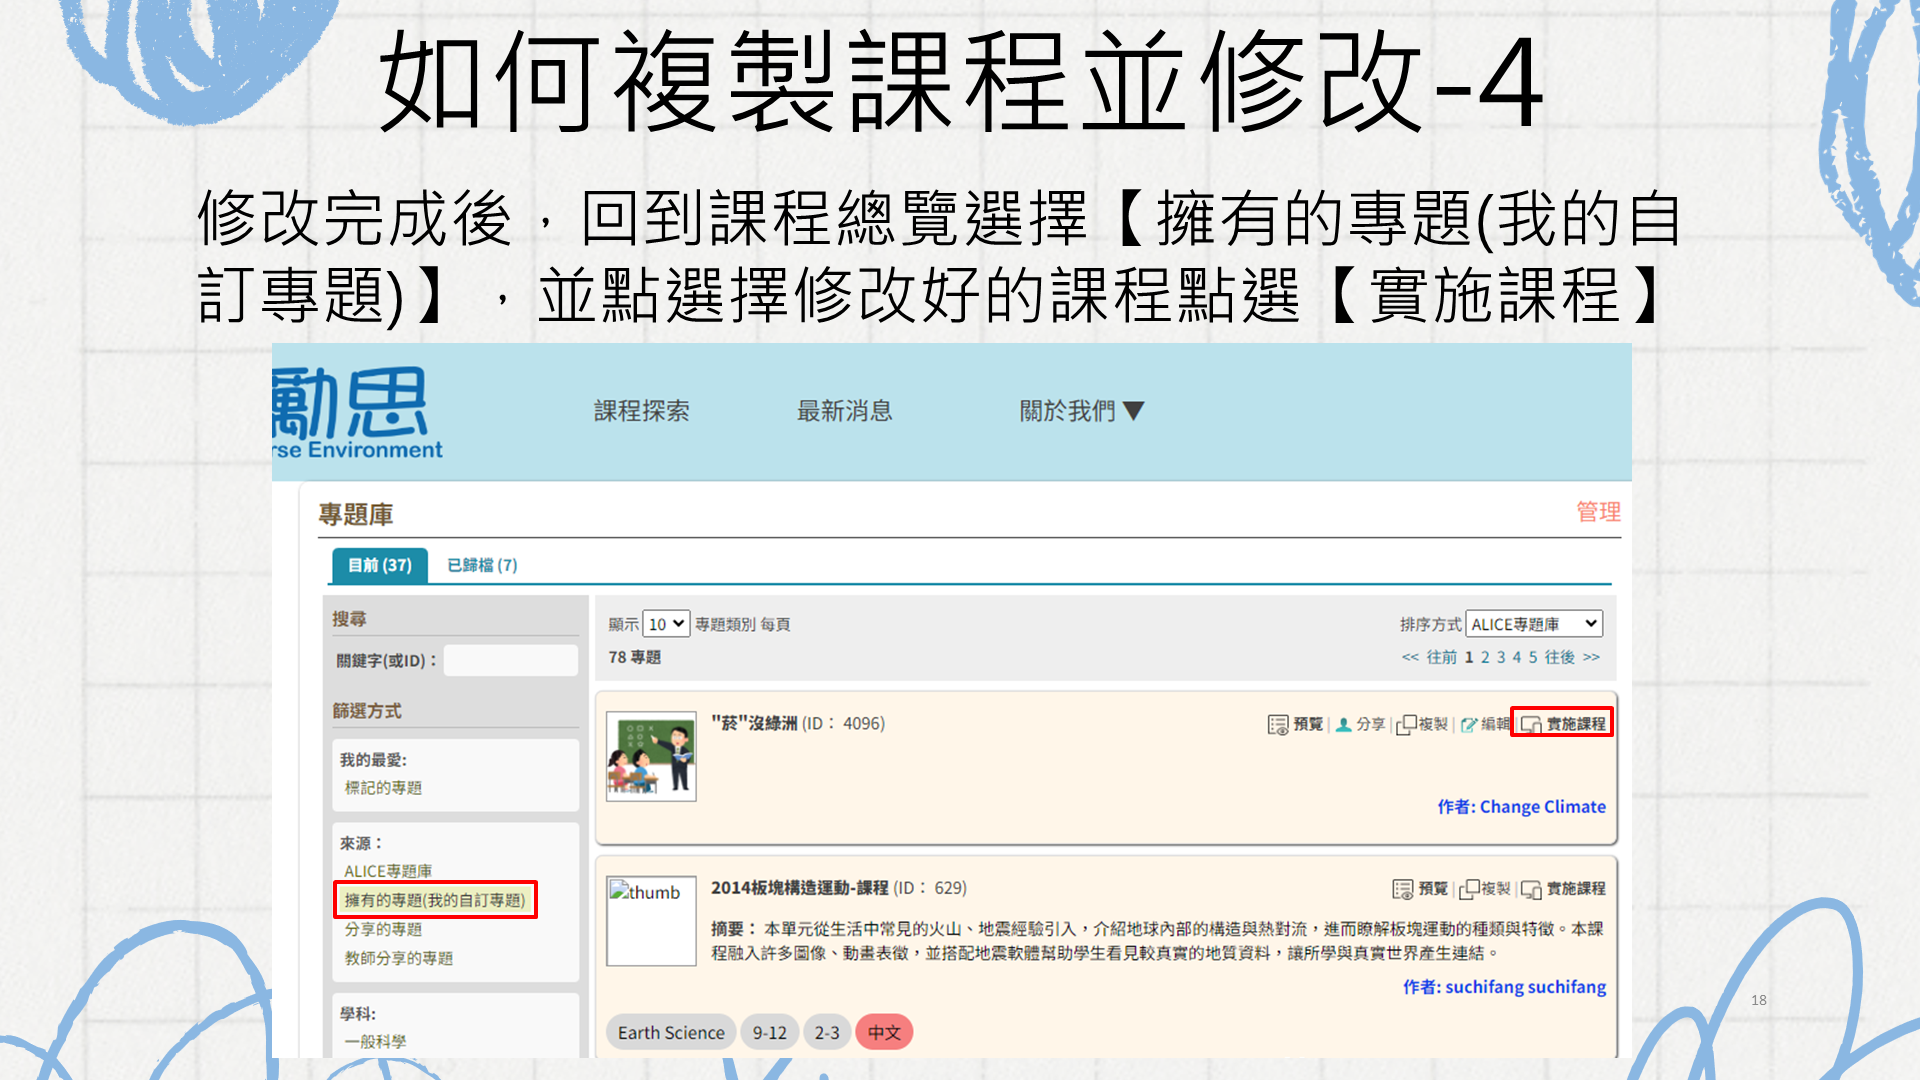 如何複製課程並修改-4
修改完成後，回到課程總覽選擇【擁有的專題(我的自
訂專題)】，並點選擇修改好的課程點選【實施課程】
勵思
rse Environment
課程探索 最新消息 關於我們 ▼
專題庫 管理
目前 (37) 已歸檔 (7)
搜尋
關鍵字(或ID)：
篩選方式
我的最愛:
標記的專題
來源：
ALICE專題庫
擁有的專題(我的自訂專題)
分享的專題
教師分享的專題
學科:
一般科學
顯示 10 專題類別 每頁 排序方式 ALICE專題庫
78 專題 << 往前 1 2 3 4 5 往後 >>
"菸"沒綠洲 (ID： 4096) 預覽 | 分享 | 複製 | 編輯 | 實施課程
作者: Change Climate
thumb
2014板塊構造運動-課程 (ID： 629) 預覽 | 複製 | 實施課程
摘要： 本單元從生活中常見的火山、地震經驗引入，介紹地球內部的構造與熱對流，進而瞭解板塊運動的種類與特徵。本課
程融入許多圖像、動畫表徵，並搭配地震軟體幫助學生看見較真實的地質資料，讓所學與真實世界產生連結。
作者: suchifang suchifang
Earth Science 9-12 2-3 中文
18